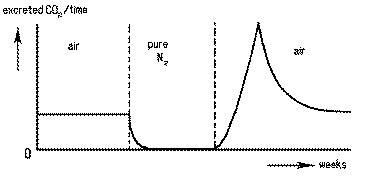 excreted CO₂/time
air
pure
N₂
air
0
weeks